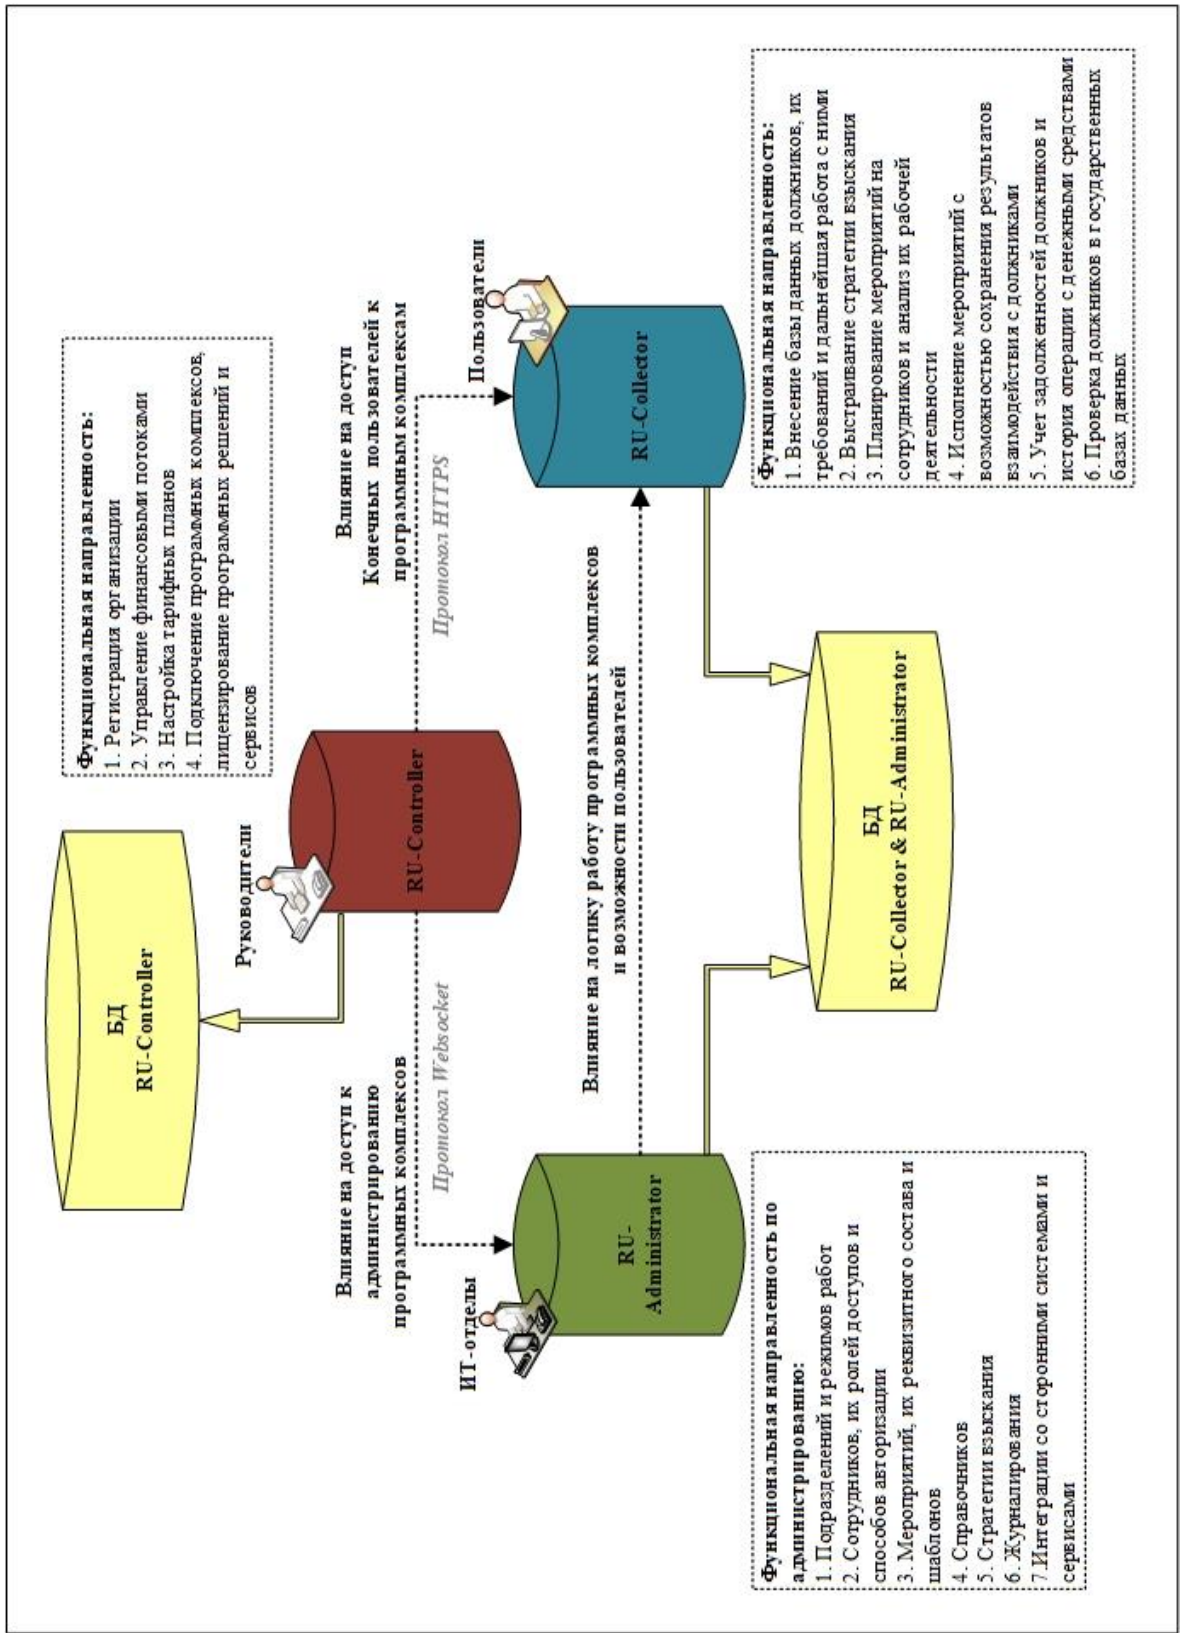 БД
RU-Controller
Функциональная направленность:
1. Регистрация организации
2. Управление финансовыми потоками
3. Настройка тарифных планов
4. Подключение программных комплексов,
лицензирование программных решений и
сервисов
Руководители
RU-Controller
Влияние на доступ к
администрированию
программных комплексов
Протокол Websocket
Влияние на доступ
Конечных пользователей к
программным комплексам
Протокол HTTPS
ИТ-отделы
RU-
Administrator
Влияние на логику работу программных комплексов
и возможности пользователей
Пользователи
RU-Collector
Функциональная направленность по
администрированию:
1. Подразделений и режимов работ
2. Сотрудников, их ролей доступов и
способов авторизации
3. Мероприятий, их реквизитного состава и
шаблонов
4. Справочников
5. Стратегии взыскания
6. Журналирования
7.Интеграции со сторонними системами и
сервисами
БД
RU-Collector & RU-Administrator
Функциональная направленность:
1. Внесение базы данных должников, их
требований и дальнейшая работа с ними
2. Выстраивание стратегии взыскания
3. Планирование мероприятий на
сотрудников и анализ их рабочей
деятельности
4. Исполнение мероприятий с
возможностью сохранения результатов
взаимодействия с должниками
5. Учет задолженностей должников и
история операции с денежными средствами
6. Проверка должников в государственных
базах данных